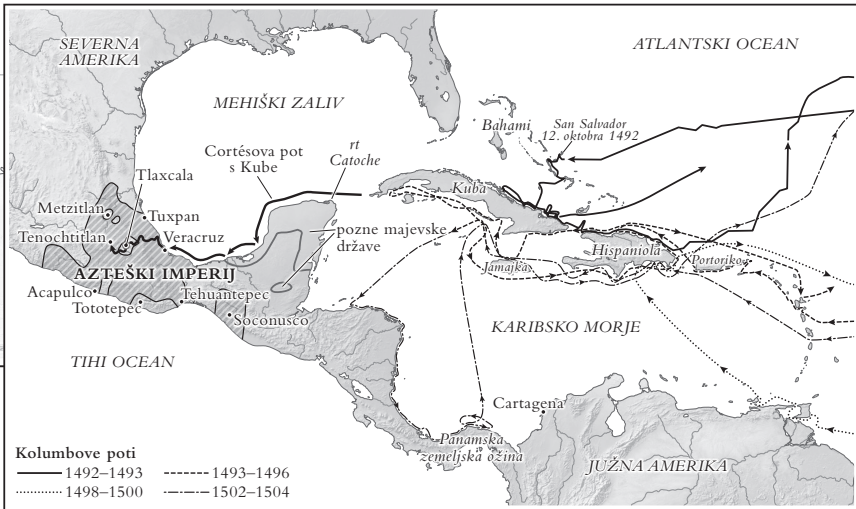 SEVERNA
AMERIKA
ATLANTSKI OCEAN
MEHIŠKI ZALIV
Bahami
San Salvador
12. oktobra 1492
rt
Catoche
Cortésova pot
s Kube
Tlaxcala
Kuba
Metzitlan
Tuxpan
Tenochtitlan
Veracruz
pozne majevske
države
Hispaniola
Jamajka
Portoriko
AZTEŠKI IMPERIJ
Acapulco
Tehuantepec
Tototepec
Soconusco
KARIBSKO MORJE
TIHI OCEAN
Cartagena
Panamska
zemeljska ožina
JUŽNA AMERIKA
Kolumbove poti
1492–1493
1493–1496
1498–1500
1502–1504